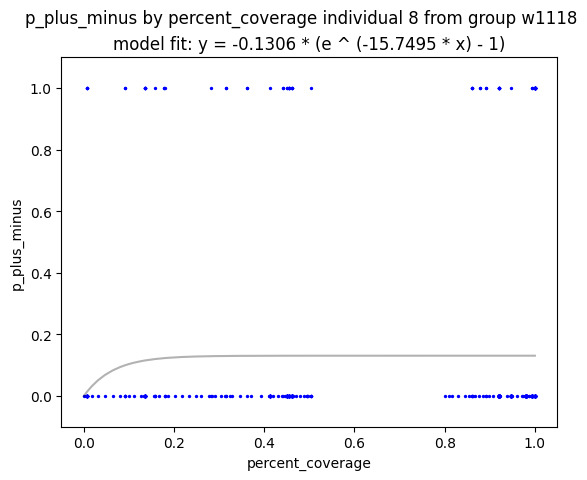 p_plus_minus by percent_coverage individual 8 from group w1118
model fit: y = -0.1306 * (e ^ (-15.7495 * x) - 1)
1.0
0.8
0.6
0.4
0.2
0.0
p_plus_minus
0.0 0.2 0.4 0.6 0.8 1.0
percent_coverage